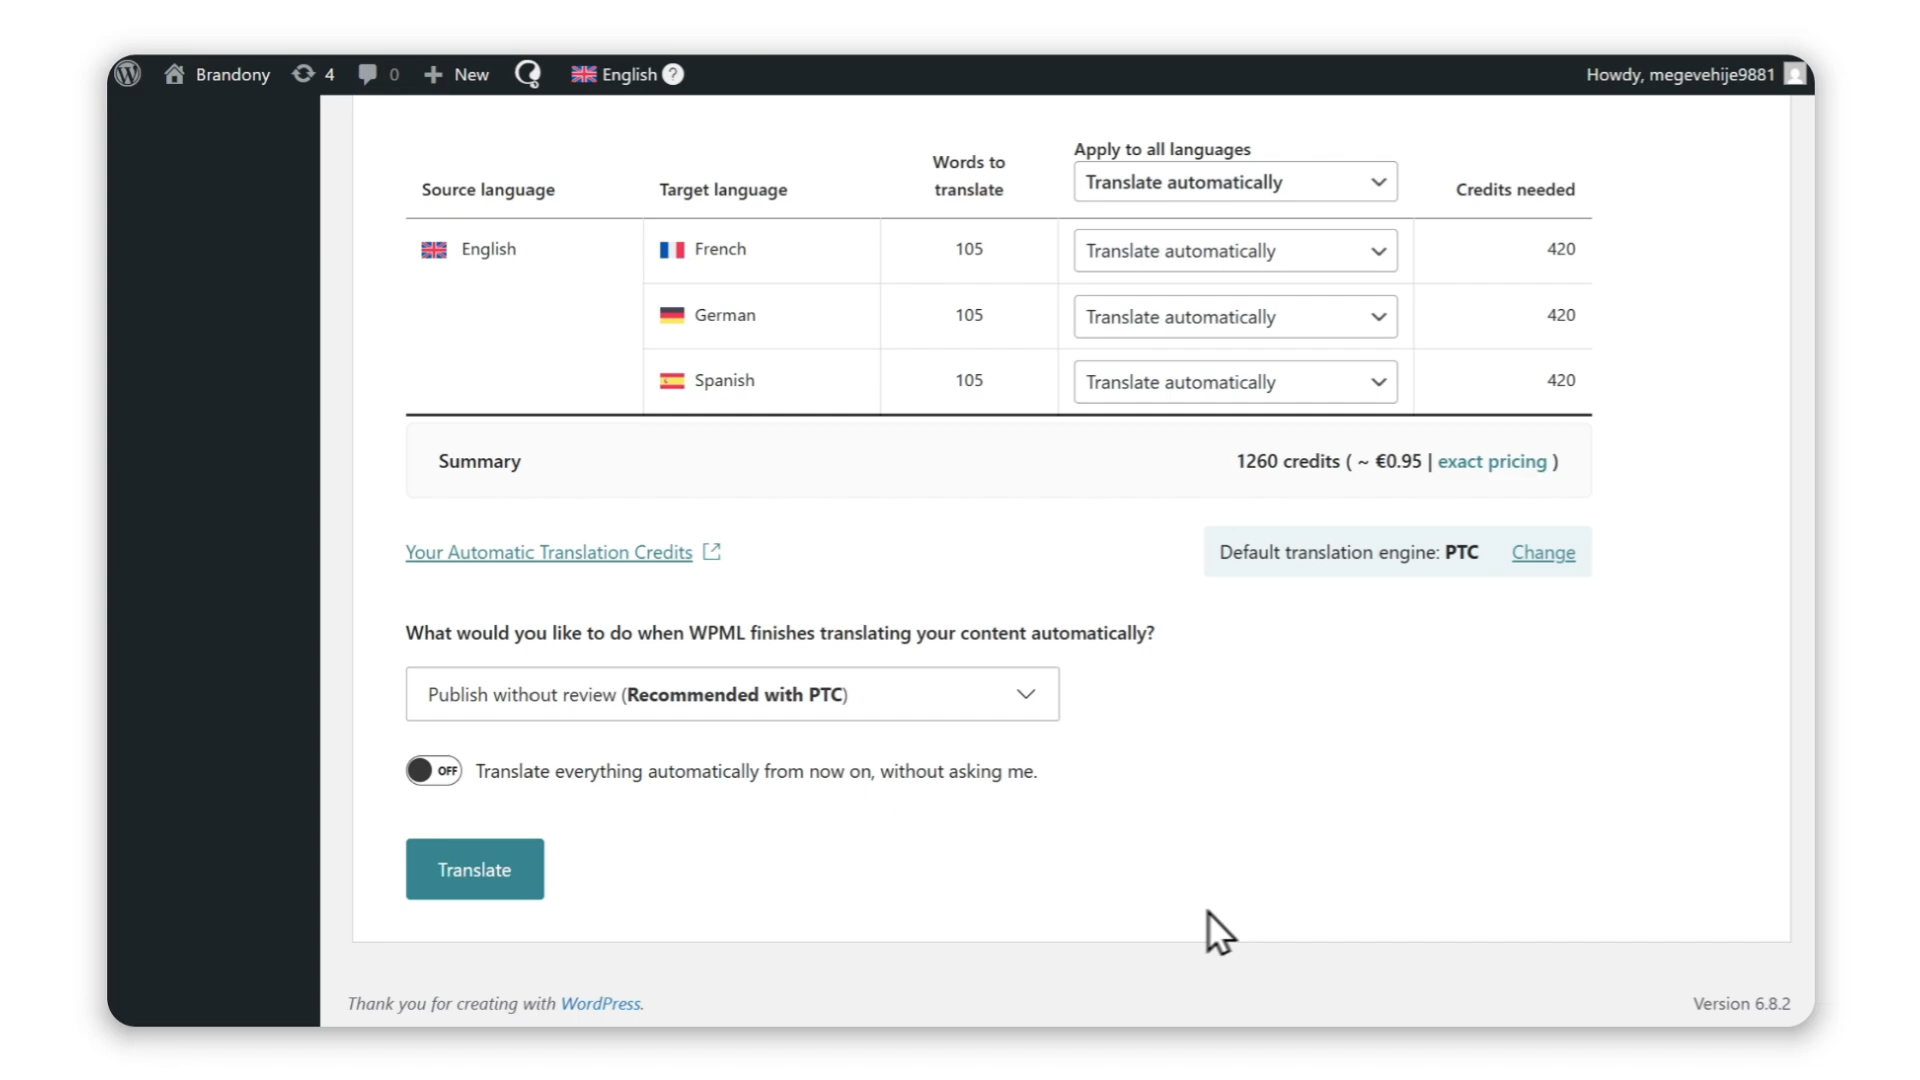 Brandony 4 0 New English ? Howdy, megevehije9881
Apply to all languages
Words to
translate
Source language Target language Translate automatically Credits needed
English French 105 Translate automatically 420
German 105 Translate automatically 420
Spanish 105 Translate automatically 420
Summary 1260 credits ( ~ €0.95 | exact pricing )
Your Automatic Translation Credits Default translation engine: PTC Change
What would you like to do when WPML finishes translating your content automatically?
Publish without review (Recommended with PTC)
OFF Translate everything automatically from now on, without asking me.
Translate
Thank you for creating with WordPress. Version 6.8.2